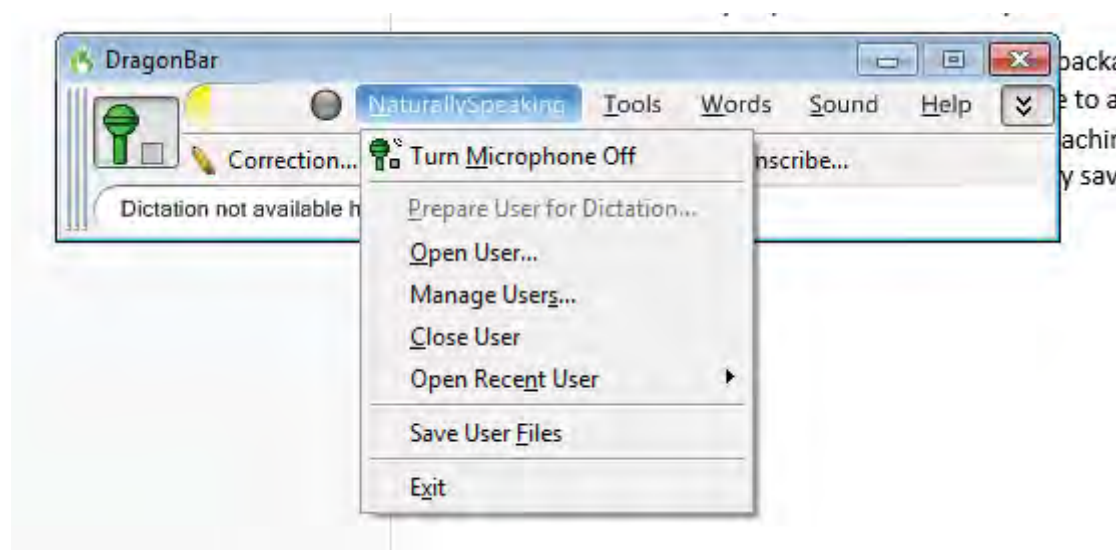 DragonBar
NaturallySpeaking Tools Words Sound Help
Correction...
Turn Microphone Off
Dictation not available h
Prepare User for Dictation...
Open User...
Manage Users...
Close User
Open Recent User
Save User Files
Exit
nscribe...
backa
e to a
achin
y sav